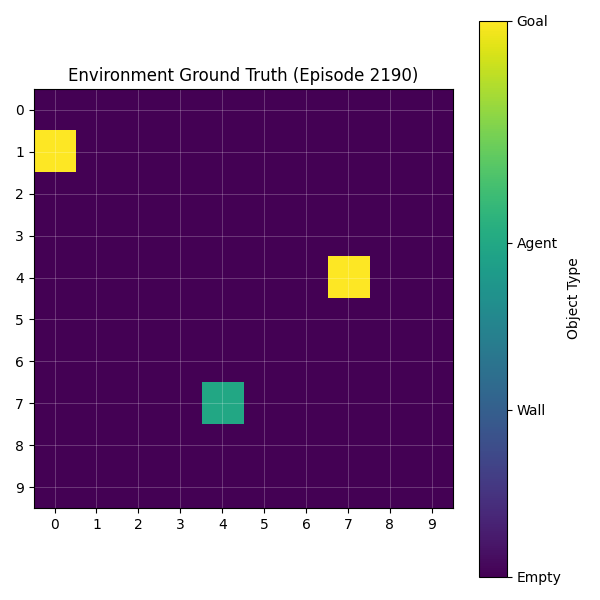 Environment Ground Truth (Episode 2190)
0
1
2
3
4
5
6
7
8
9
0 1 2 3 4 5 6 7 8 9
Goal
Agent
Wall
Empty
Object Type